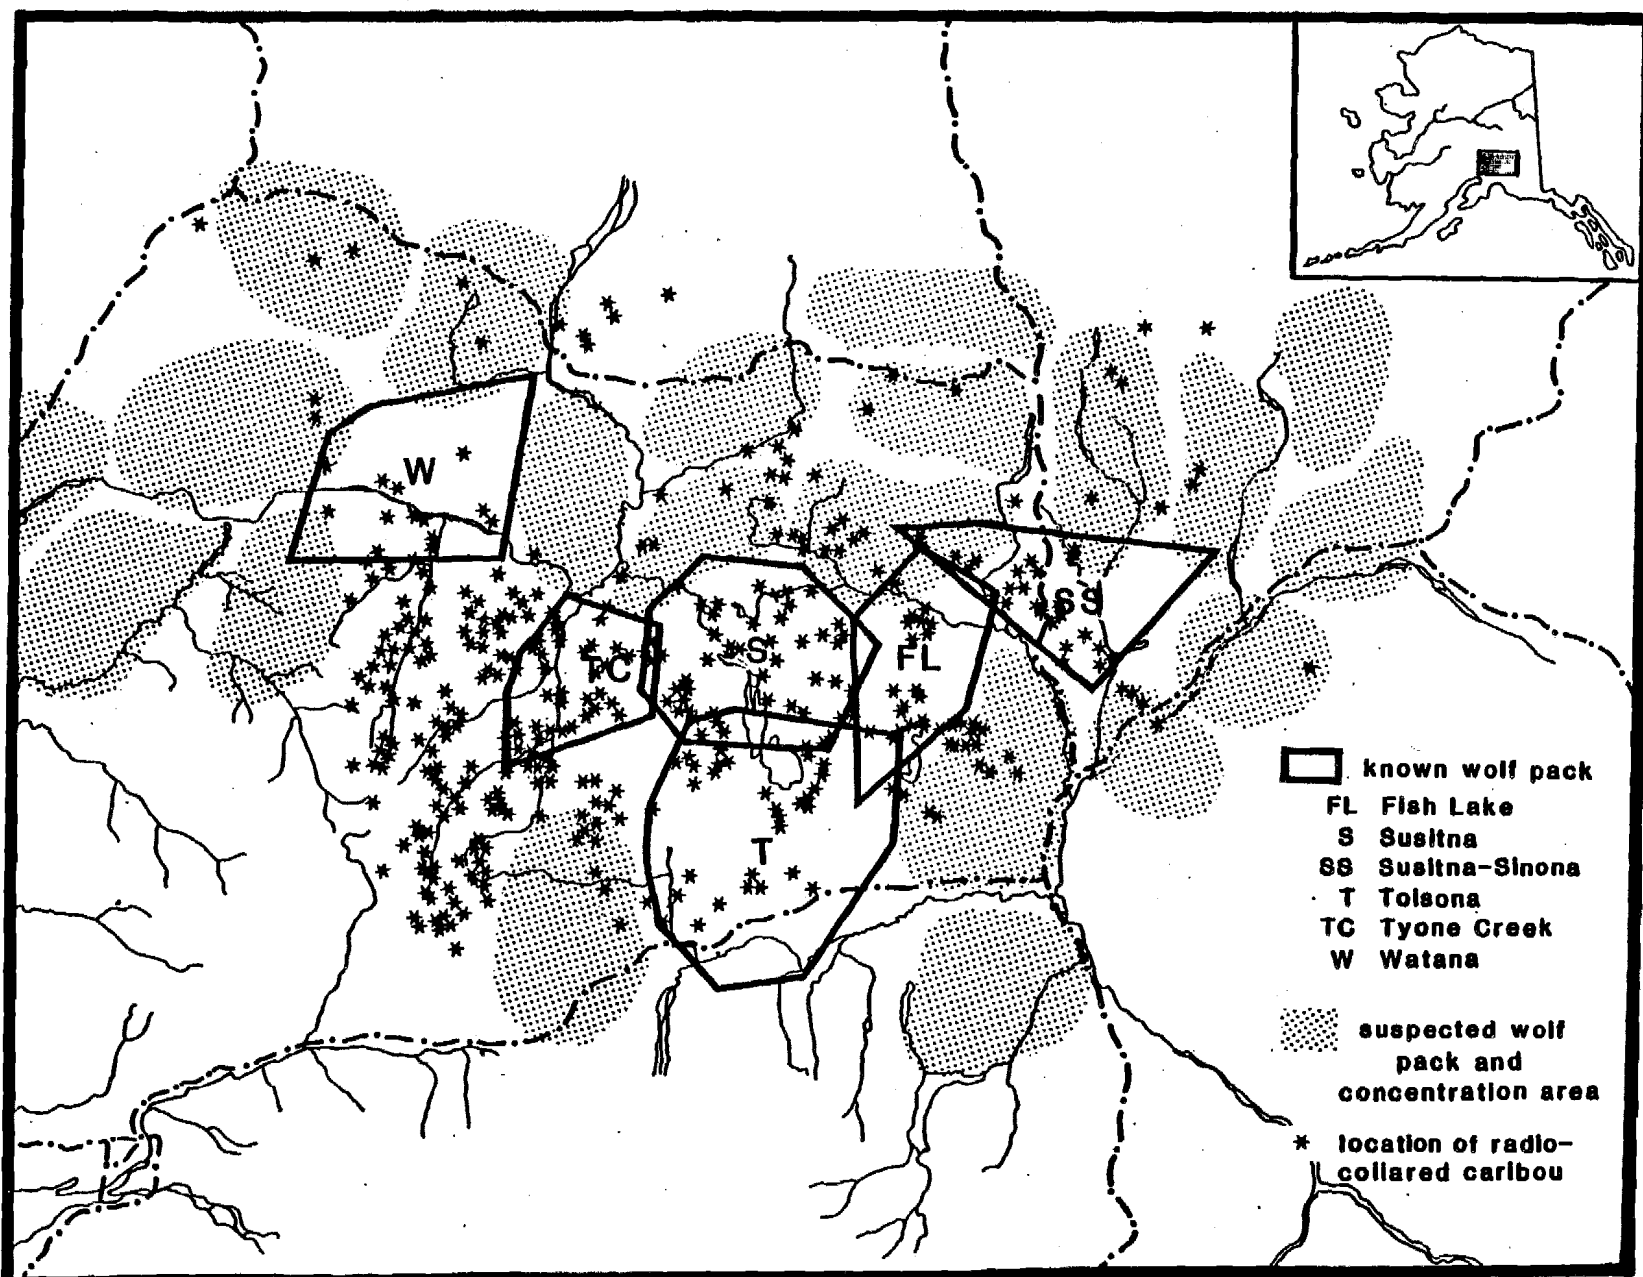 W
SS
S
FL
TC
T
known wolf pack
FL Fish Lake
S Susitna
SS Susitna-Sinona
T Tolsona
TC Tyone Creek
W Watana
suspected wolf
pack and
concentration area
* location of radio-
collared caribou